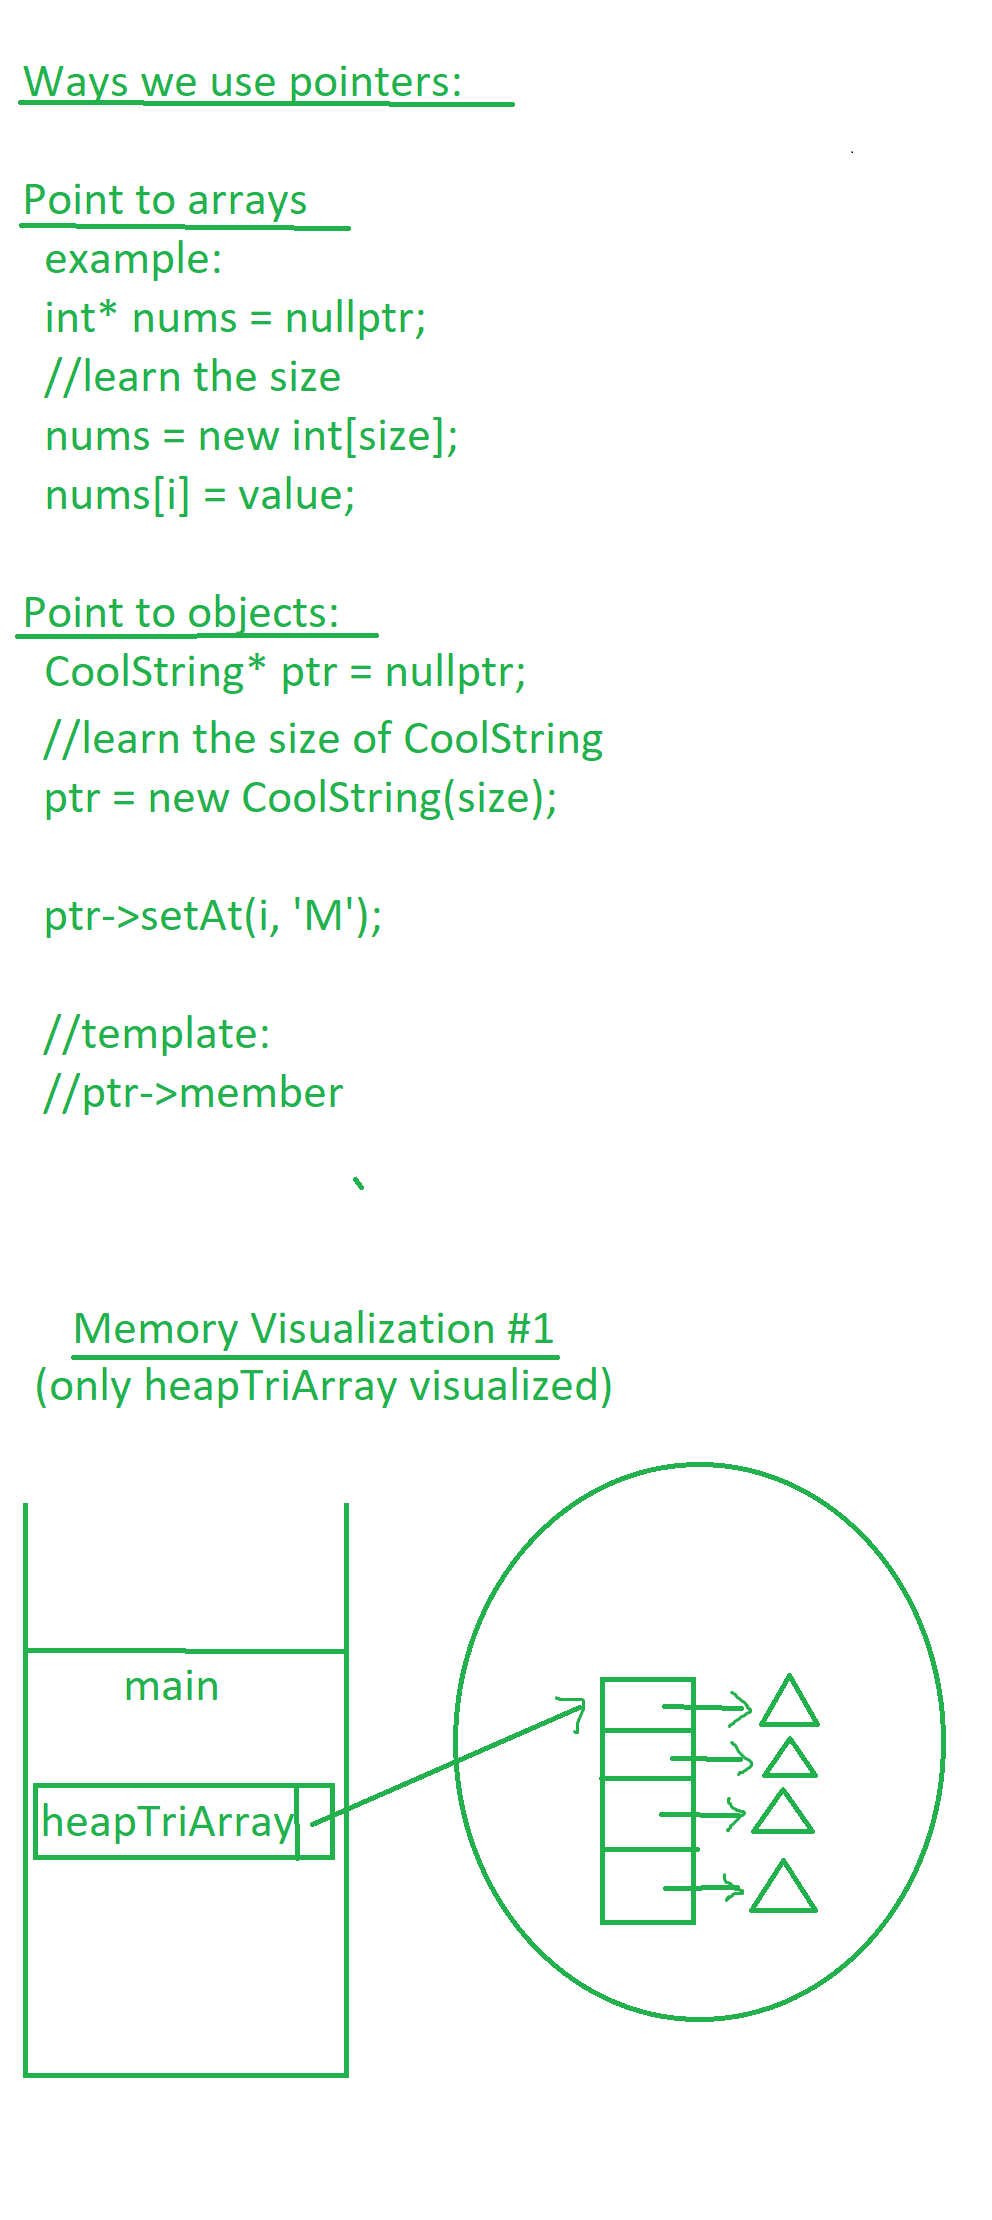 Ways we use pointers:
Point to arrays
example:
int* nums = nullptr;
//learn the size
nums = new int[size];
nums[i] = value;
Point to objects:
CoolString* ptr = nullptr;
//learn the size of CoolString
ptr = new CoolString(size);
ptr->setAt(i, 'M');
//template:
//ptr->member
Memory Visualization #1
(only heapTriArray visualized)
main
heapTriArray